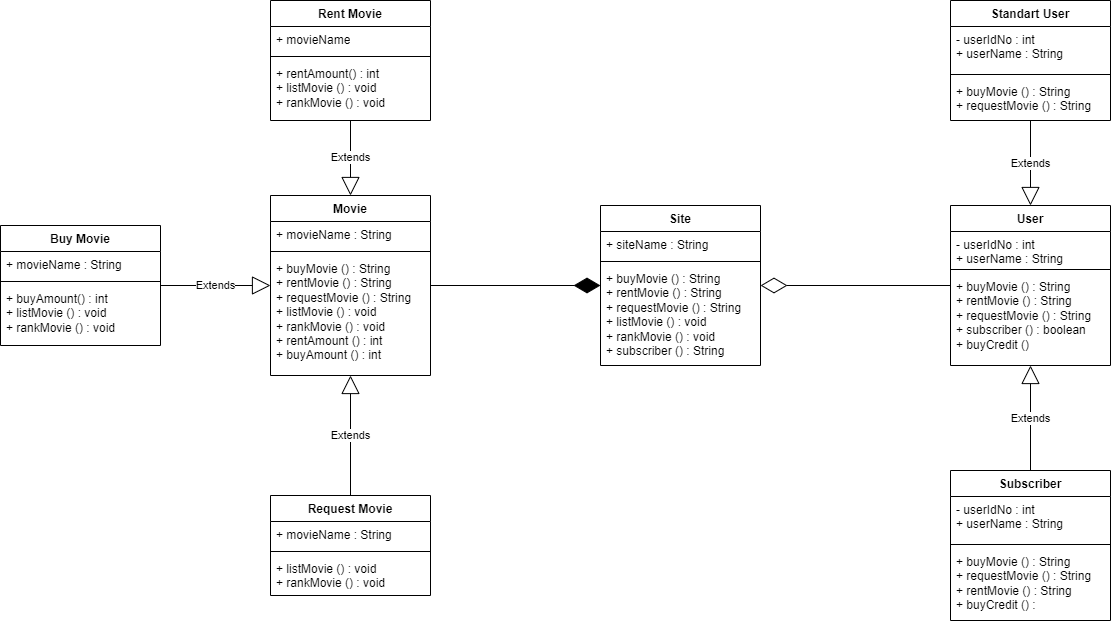 Rent Movie
+ movieName
+ rentAmount() : int
+ listMovie () : void
+ rankMovie () : void
Extends
Standart User
- userIdNo : int
+ userName : String
+ buyMovie () : String
+ requestMovie () : String
Extends
Buy Movie
+ movieName : String
+ buyAmount() : int
+ listMovie () : void
+ rankMovie () : void
Extends
Movie
+ movieName : String
+ buyMovie () : String
+ rentMovie () : String
+ requestMovie () : String
+ listMovie () : void
+ rankMovie () : void
+ rentAmount () : int
+ buyAmount () : int
Site
+ siteName : String
+ buyMovie () : String
+ rentMovie () : String
+ requestMovie () : String
+ listMovie () : void
+ rankMovie () : void
+ subscriber () : String
User
- userIdNo : int
+ userName : String
+ buyMovie () : String
+ rentMovie () : String
+ requestMovie () : String
+ subscriber () : boolean
+ buyCredit ()
Extends
Request Movie
+ movieName : String
+ listMovie () : void
+ rankMovie () : void
Extends
Subscriber
- userIdNo : int
+ userName : String
+ buyMovie () : String
+ requestMovie () : String
+ rentMovie () : String
+ buyCredit () :